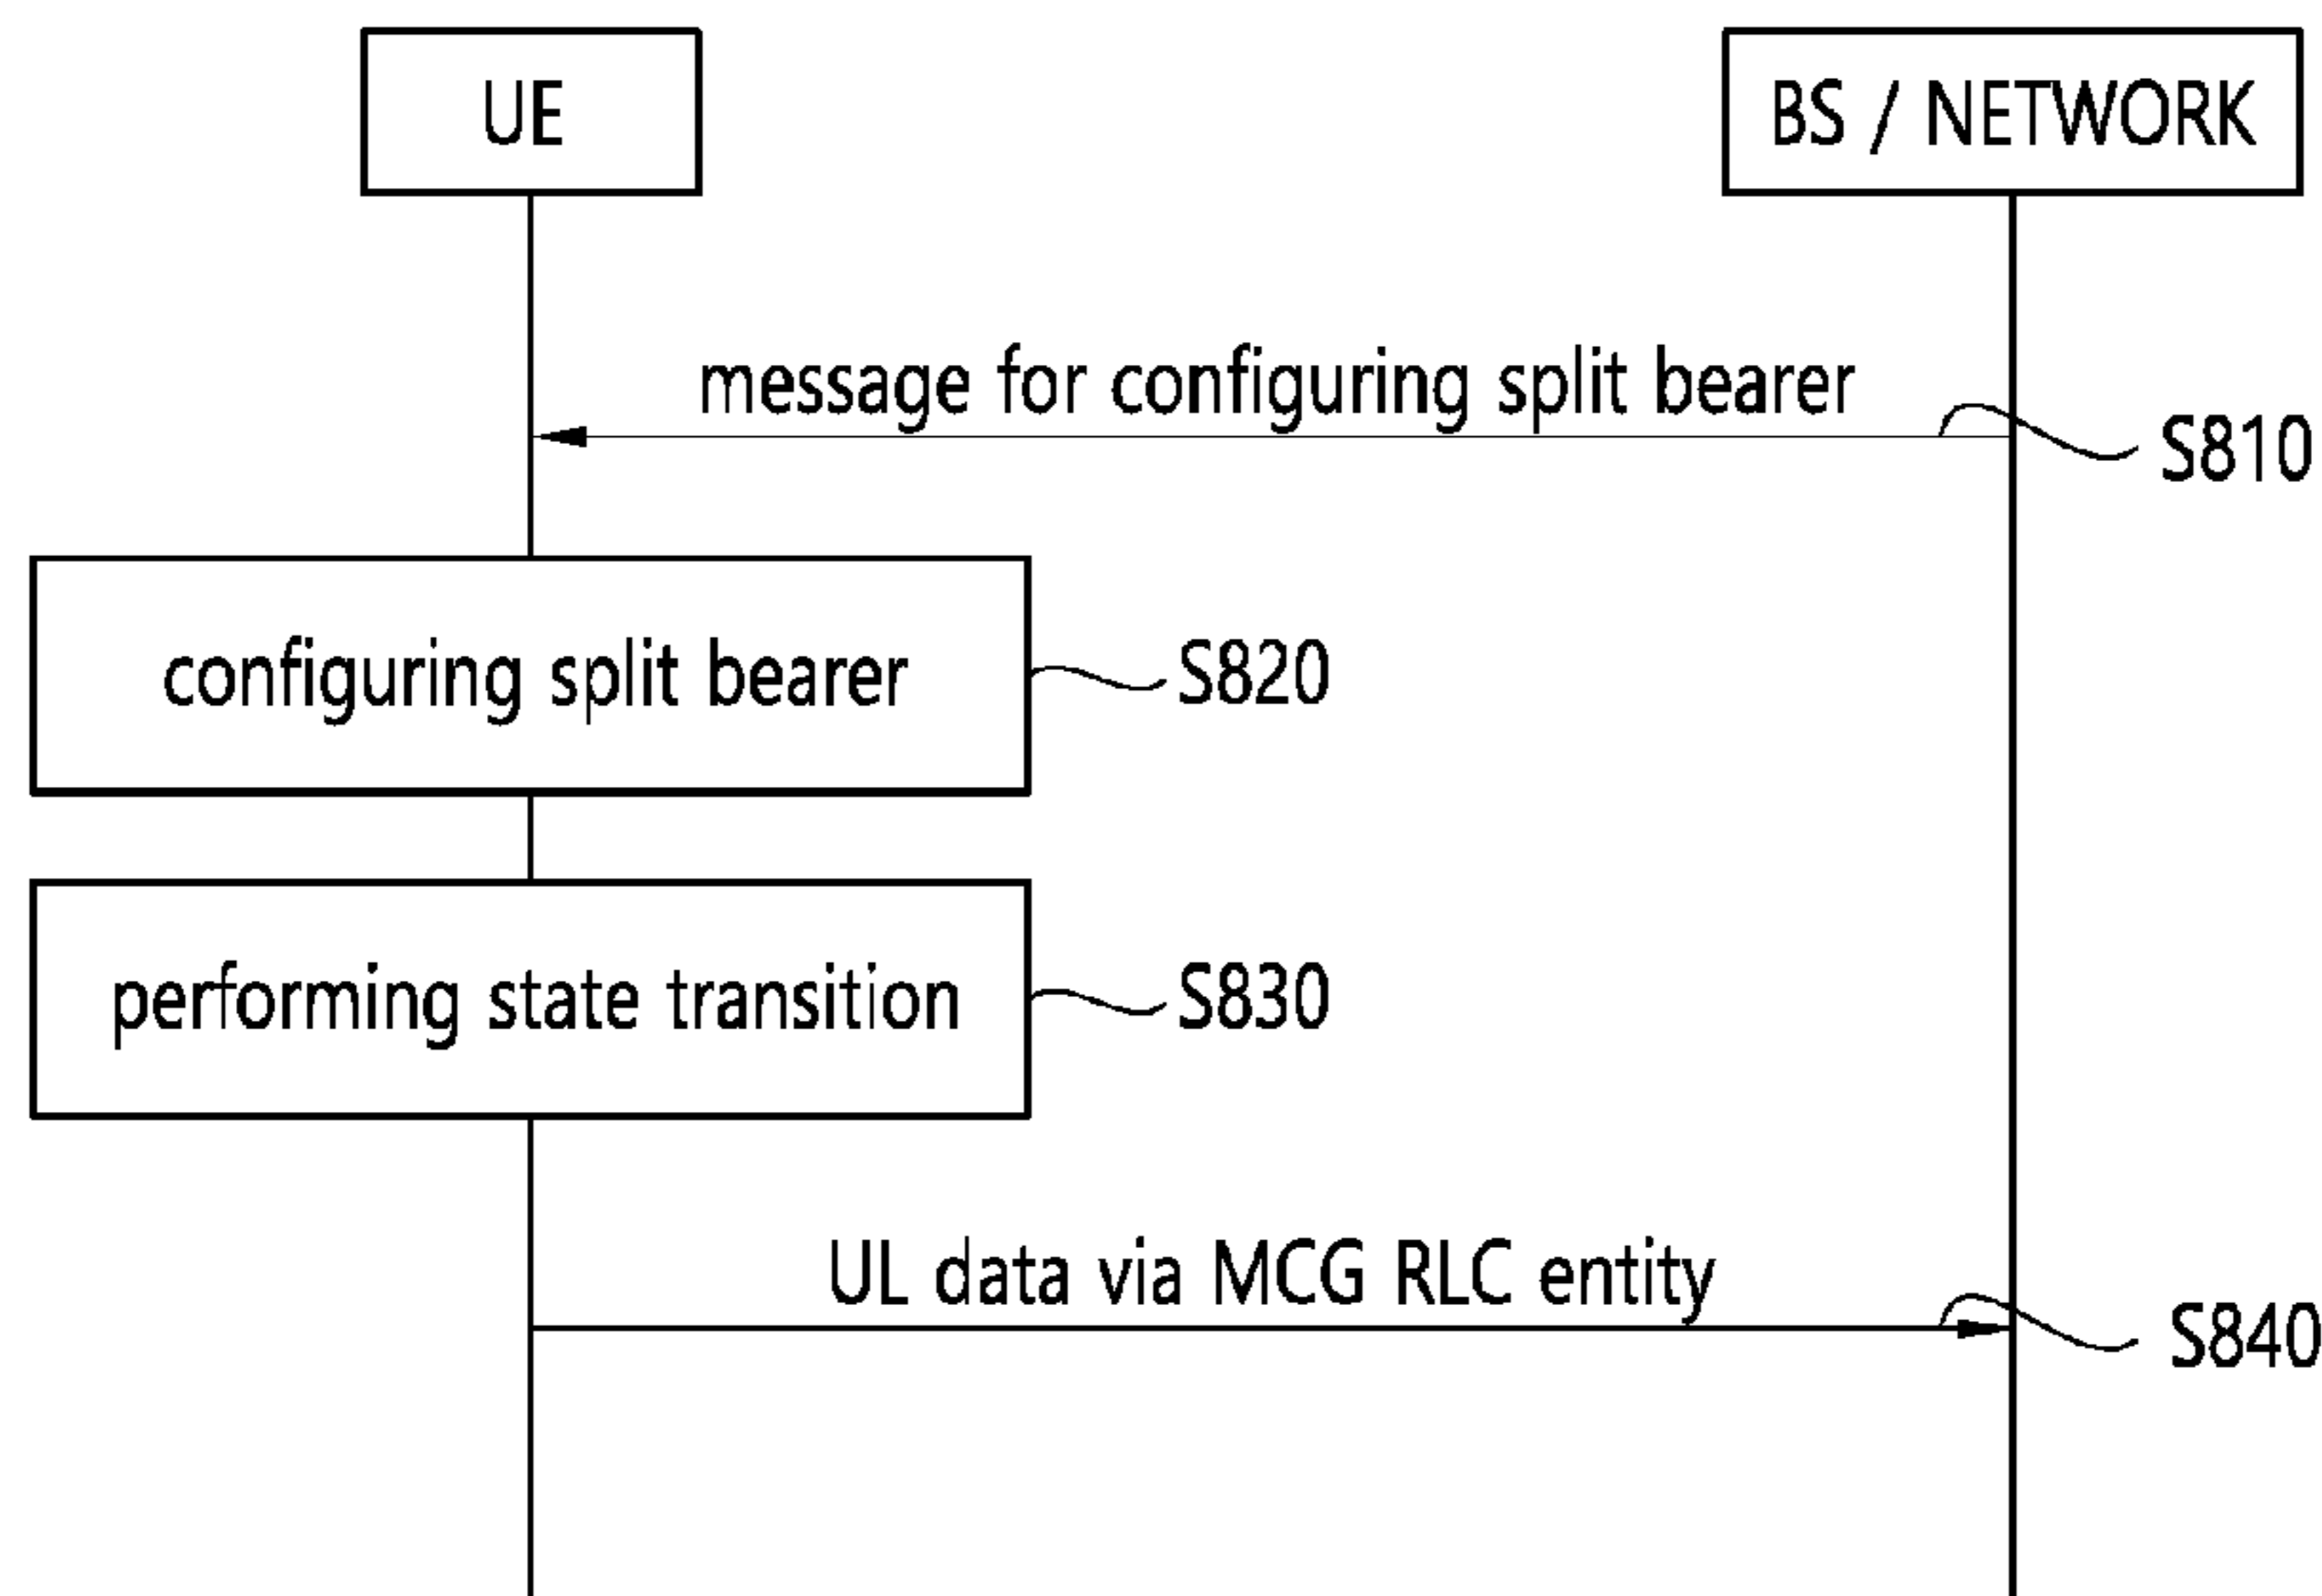 UE
BS / NETWORK
message for configuring split bearer
S810
configuring split bearer
S820
performing state transition
S830
UL data via MCG RLC entity
S840